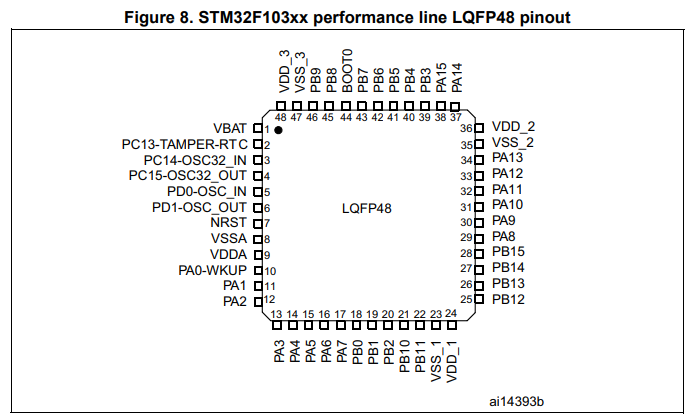 Figure 8. STM32F103xx performance line LQFP48 pinout
VDD_3 VSS_3 PB9 PB8 BOOT0 PB7 PB6 PB5 PB4 PB3 PA15 PA14
48 47 46 45 44 43 42 41 40 39 38 37
VBAT 1 36 VDD_2
PC13-TAMPER-RTC 2 35 VSS_2
PC14-OSC32_IN 3 34 PA13
PC15-OSC32_OUT 4 33 PA12
PD0-OSC_IN 5 32 PA11
PD1-OSC_OUT 6 LQFP48 31 PA10
NRST 7 30 PA9
VSSA 8 29 PA8
VDDA 9 28 PB15
PA0-WKUP 10 27 PB14
PA1 11 26 PB13
PA2 12 25 PB12
13 14 15 16 17 18 19 20 21 22 23 24
PA3 PA4 PA5 PA6 PA7 PB0 PB1 PB2 PB10 PB11 VSS_1 VDD_1
ai14393b